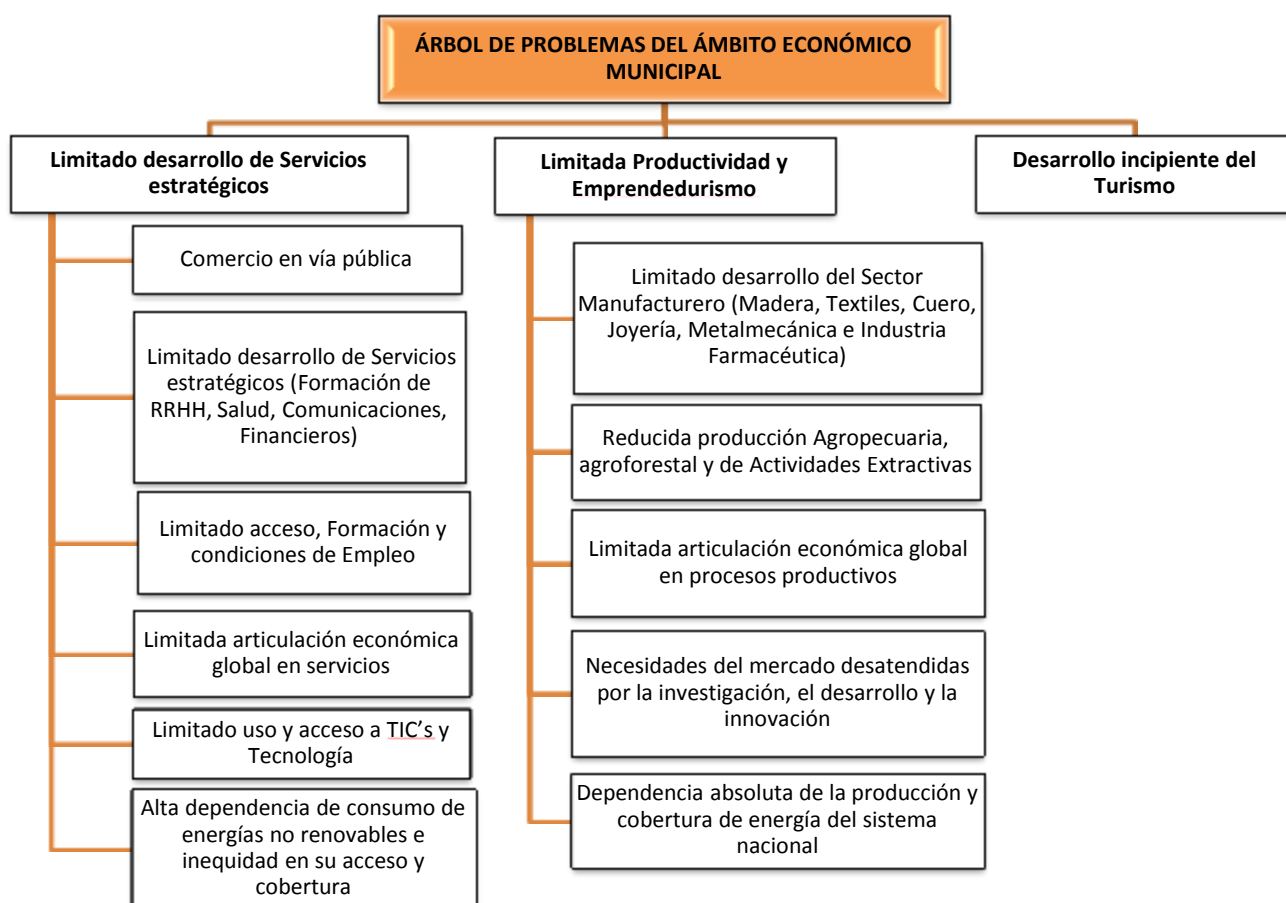 ÁRBOL DE PROBLEMAS DEL ÁMBITO ECONÓMICO
MUNICIPAL
Limitado desarrollo de Servicios
estratégicos
Comercio en vía pública
Limitado desarrollo de Servicios
estratégicos (Formación de
RRHH, Salud, Comunicaciones,
Financieros)
Limitado acceso, Formación y
condiciones de Empleo
Limitada articulación económica
global en servicios
Limitado uso y acceso a TIC's y
Tecnología
Alta dependencia de consumo de
energías no renovables e
inequidad en su acceso y
cobertura
Limitada Productividad y
Emprendedurismo
Limitado desarrollo del Sector
Manufacturero (Madera, Textiles, Cuero,
Joyería, Metalmecánica e Industria
Farmacéutica)
Reducida producción Agropecuaria,
agroforestal y de Actividades Extractivas
Limitada articulación económica global
en procesos productivos
Necesidades del mercado desatendidas
por la investigación, el desarrollo y la
innovación
Dependencia absoluta de la producción y
cobertura de energía del sistema
nacional
Desarrollo incipiente del
Turismo